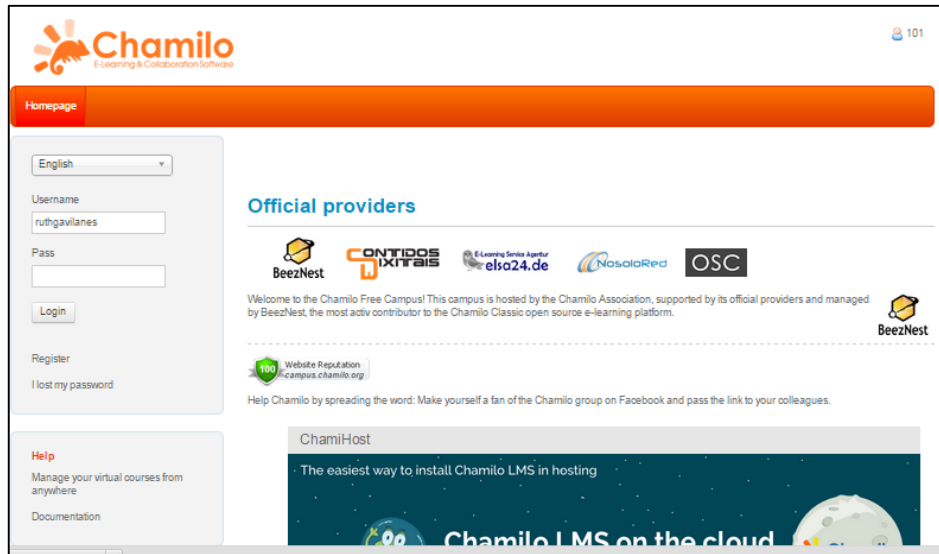 Chamilo
E-Learning & Collaboration Software
101
Homepage
English
Username
ruthgavilanes
Pass
Login
Register
I lost my password
Help
Manage your virtual courses from
anywhere
Documentation
Official providers
BeezNest
CONTIDOS
DIXITAIS
E-Learning Service Agentur
elsa24.de
NosoloRed
OSC
Welcome to the Chamilo Free Campus! This campus is hosted by the Chamilo Association, supported by its official providers and managed
by BeezNest, the most activ contributor to the Chamilo Classic open source e-learning platform.
BeezNest
100
Website Reputation
campus.chamilo.org
Help Chamilo by spreading the word: Make yourself a fan of the Chamilo group on Facebook and pass the link to your colleagues.
ChamiHost
The easiest way to install Chamilo LMS in hosting
Chamilo LMS on the cloud